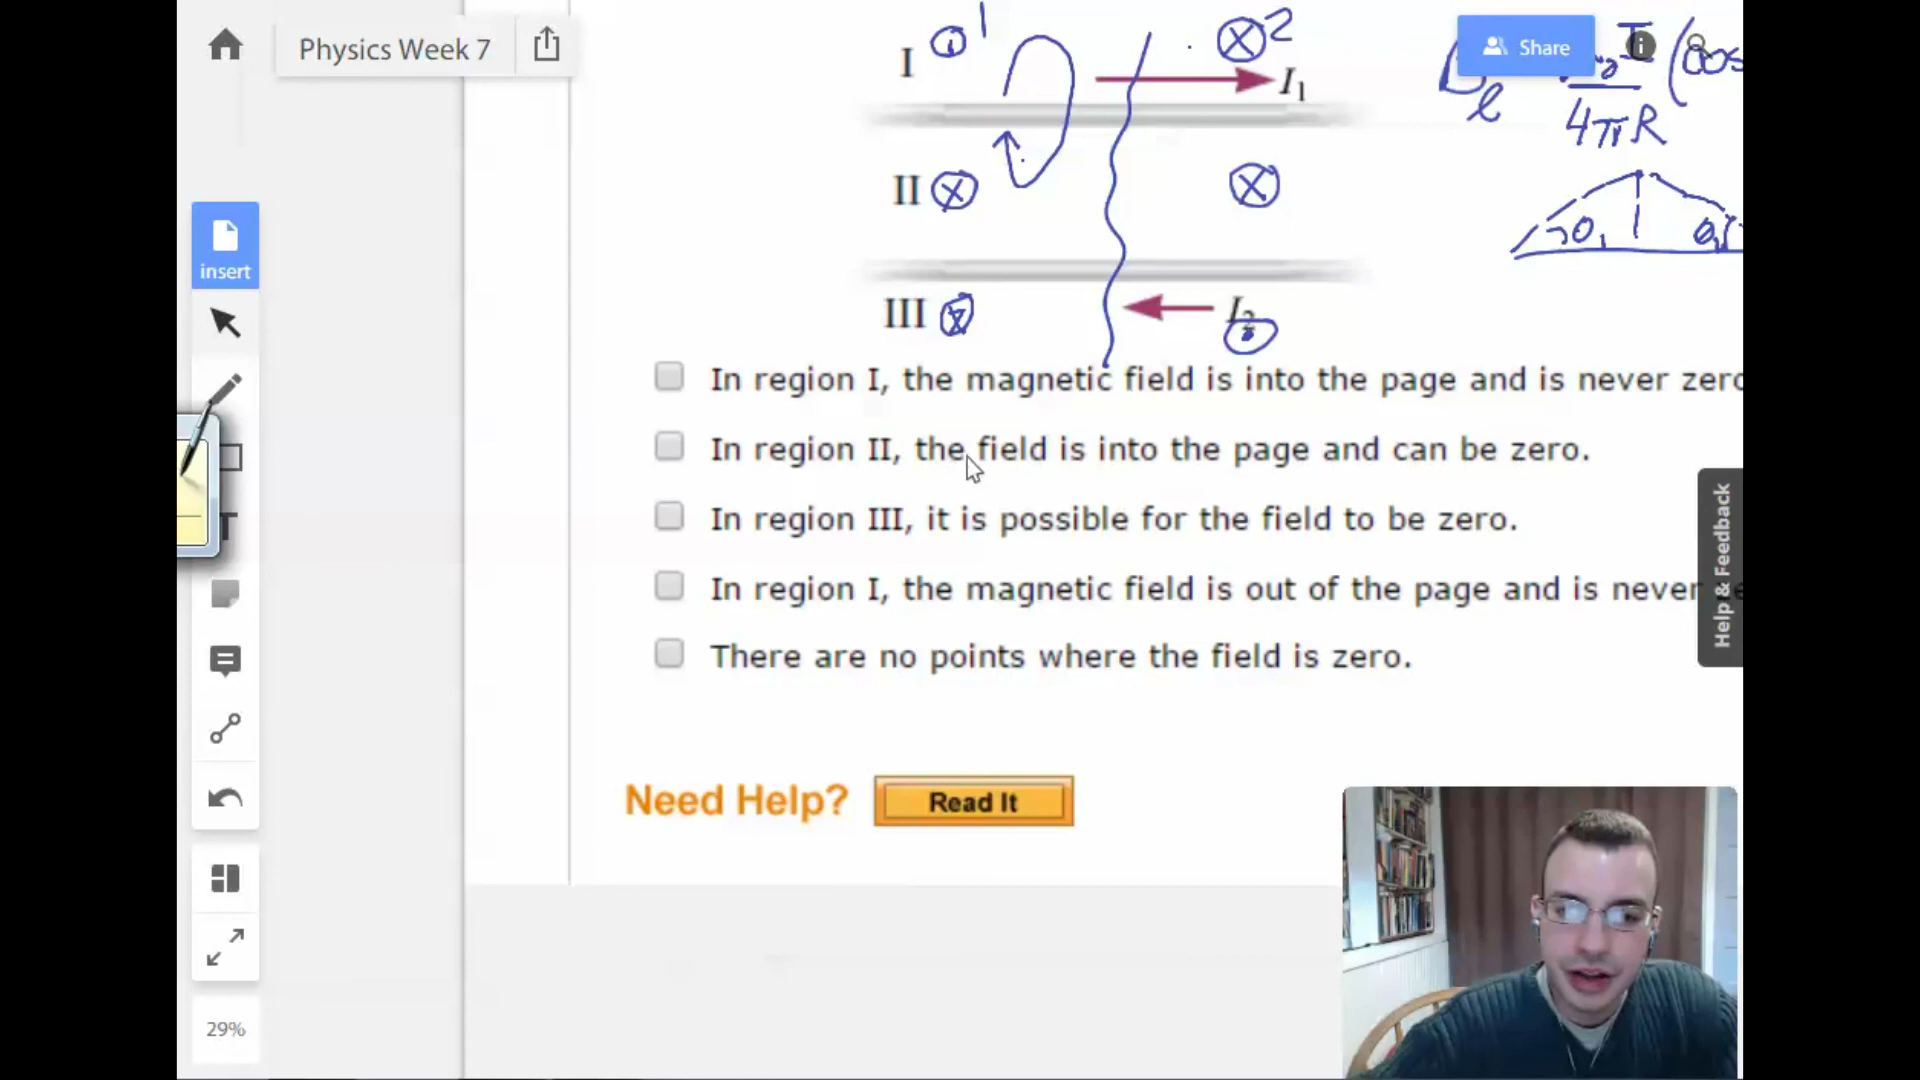 Physics Week 7
Share
I 1 2
I₁
4πR
II
θ₁
III
I₂
In region I, the magnetic field is into the page and is never zero
In region II, the field is into the page and can be zero.
In region III, it is possible for the field to be zero.
In region I, the magnetic field is out of the page and is never
There are no points where the field is zero.
insert
Help & Feedback
Need Help? Read It
29%